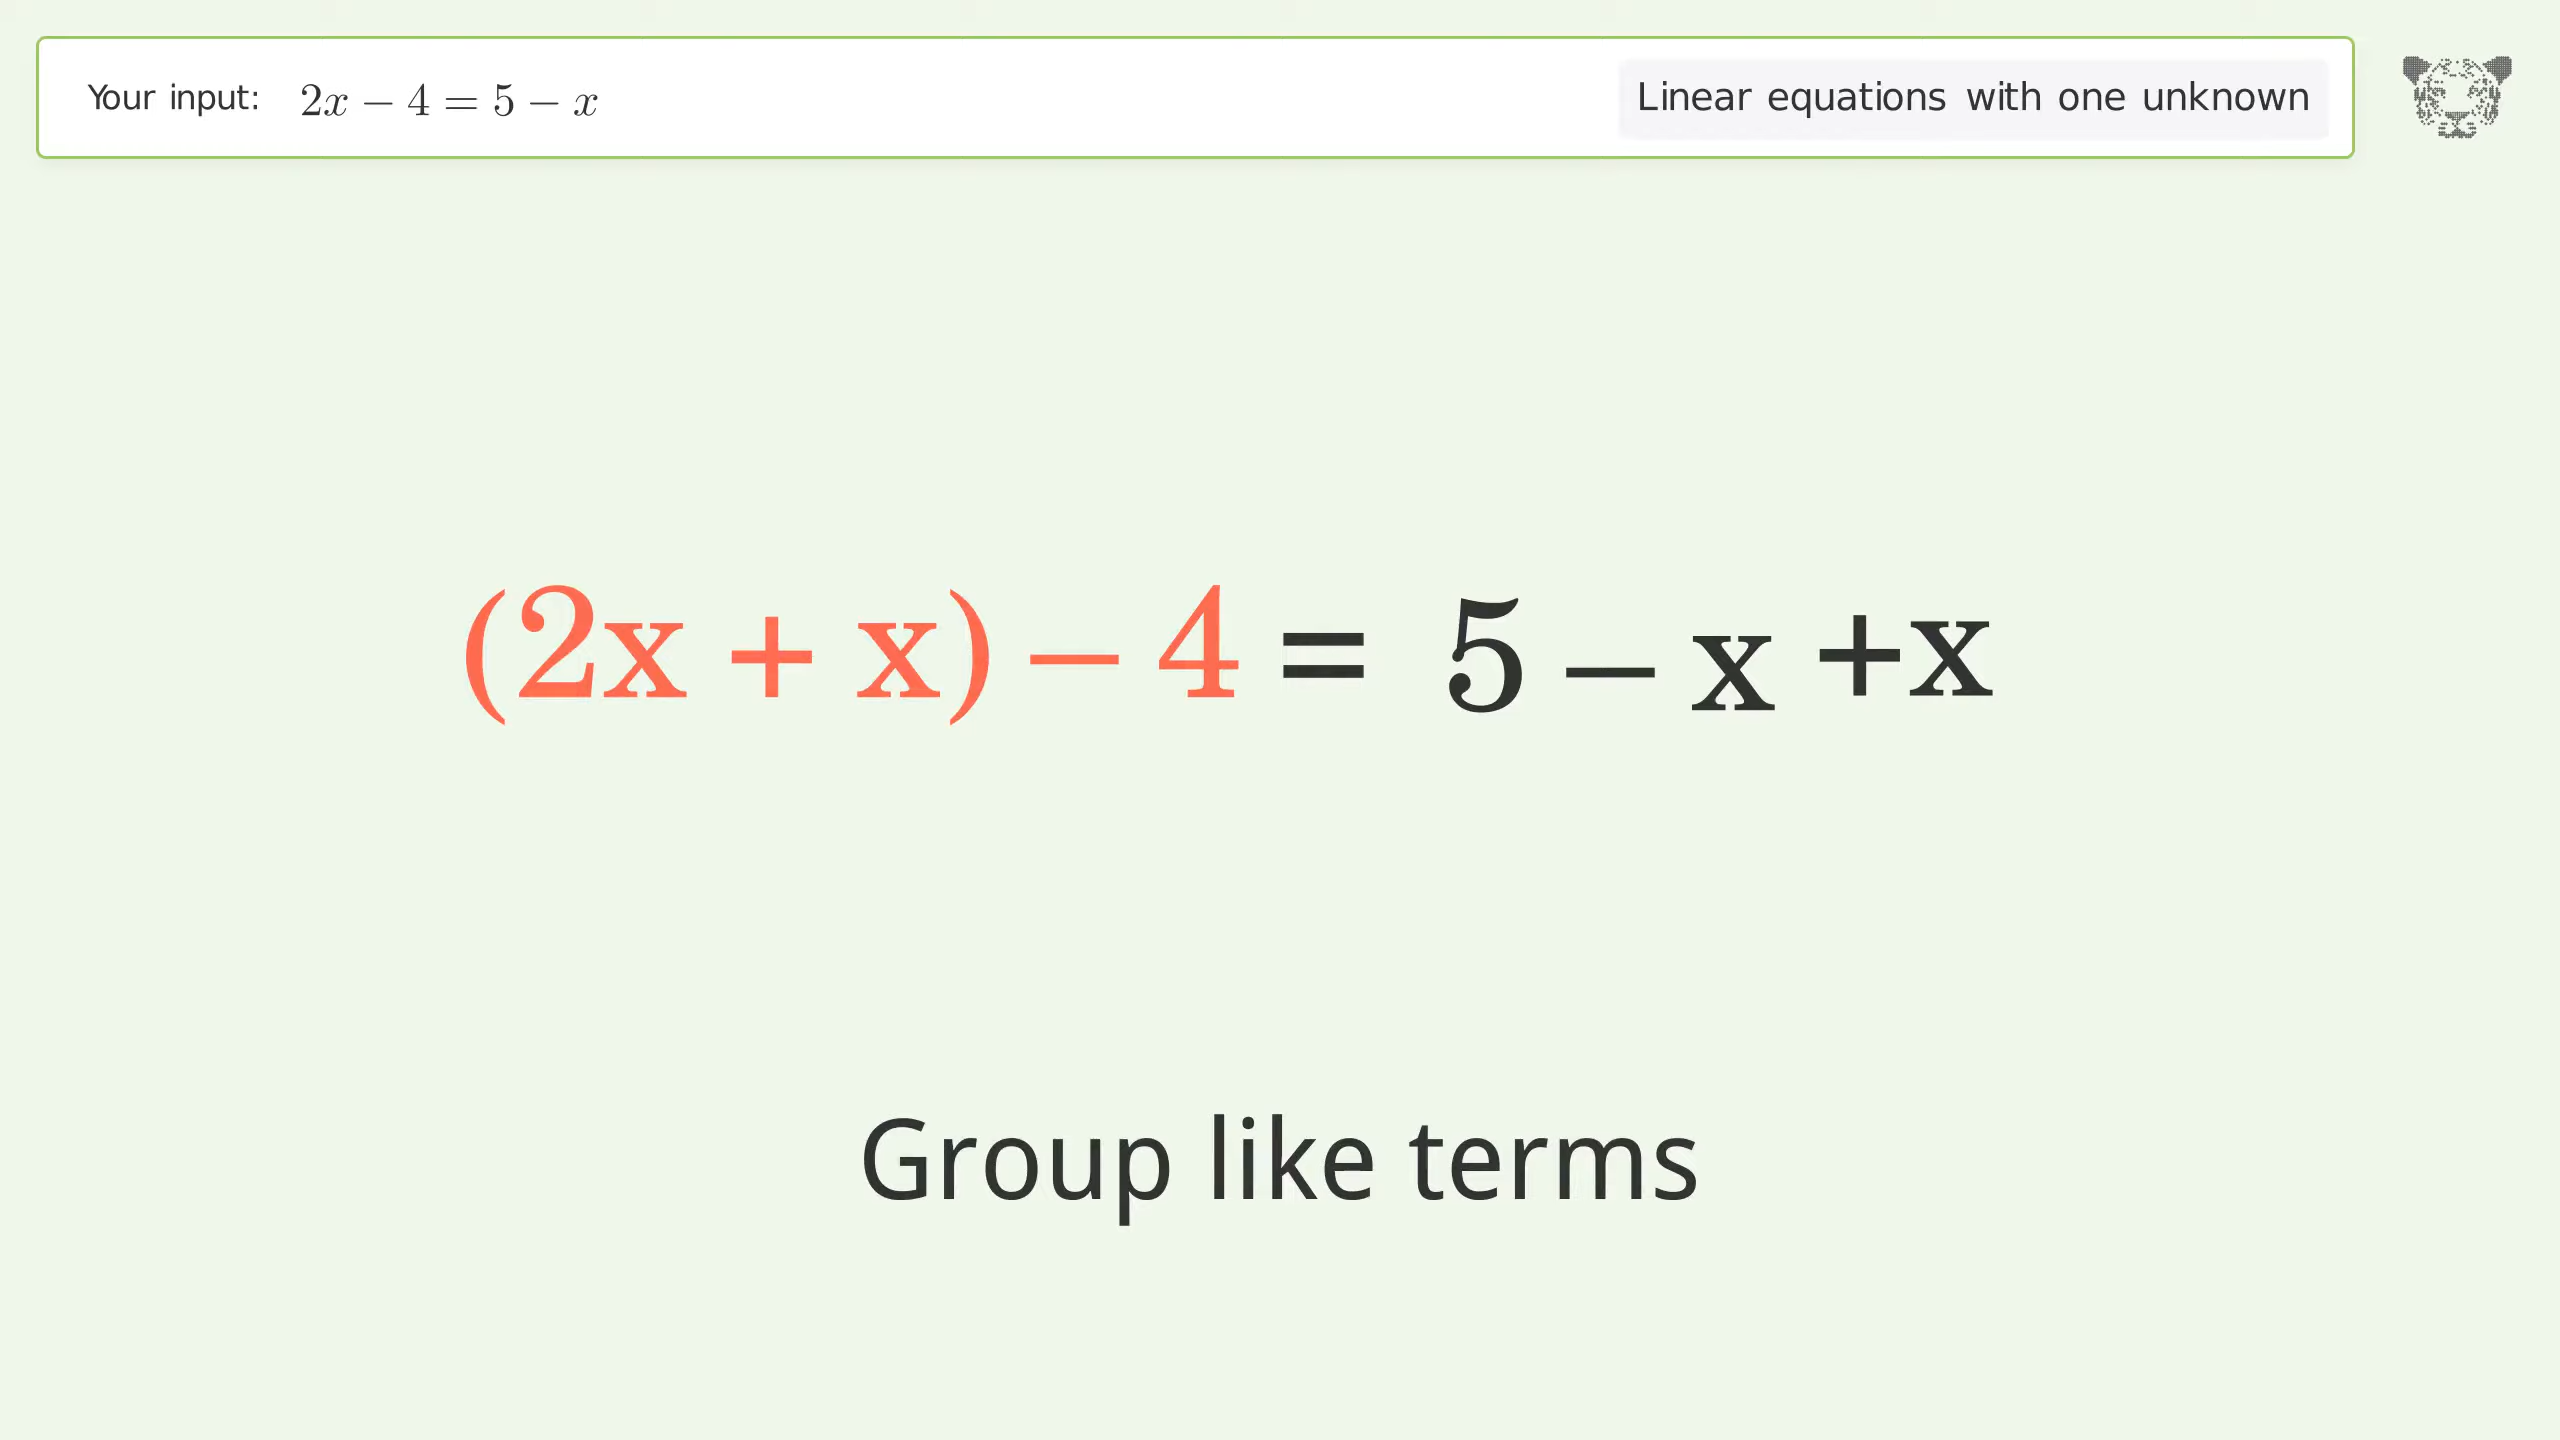 Your input: 2x − 4 = 5 − x
Linear equations with one unknown
(2x + x) − 4 = 5 − x +x
Group like terms